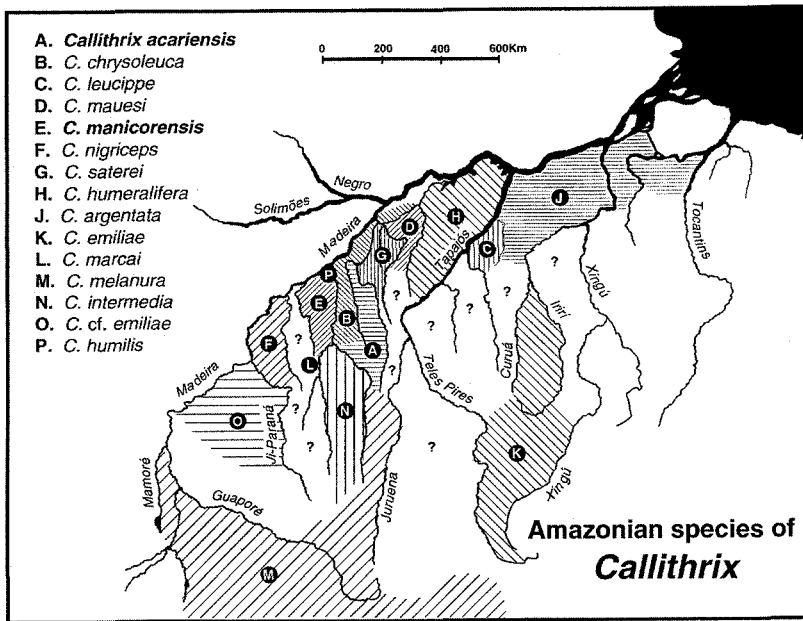 A. Callithrix acariensis
B. C. chrysoleuca
C. C. leucippe
D. C. mauesi
E. C. manicorensis
F. C. nigriceps
G. C. saterei
H. C. humeralifera
J. C. argentata
K. C. emiliae
L. C. marcai
M. C. melanura
N. C. intermedia
O. C. cf. emiliae
P. C. humilis
0 200 400 600Km
Negro
Solimões
Madeira
Tapajós
Tocantins
Xingú
Iriri
Curuá
Teles Pires
Madeira
Ji-Paraná
Mamoré
Guaporé
Juruena
Xingú
D
H
J
G
C
P
E
B
A
F
L
N
O
K
M
?
?
?
?
?
?
?
?
?
?
?
Amazonian species of
Callithrix